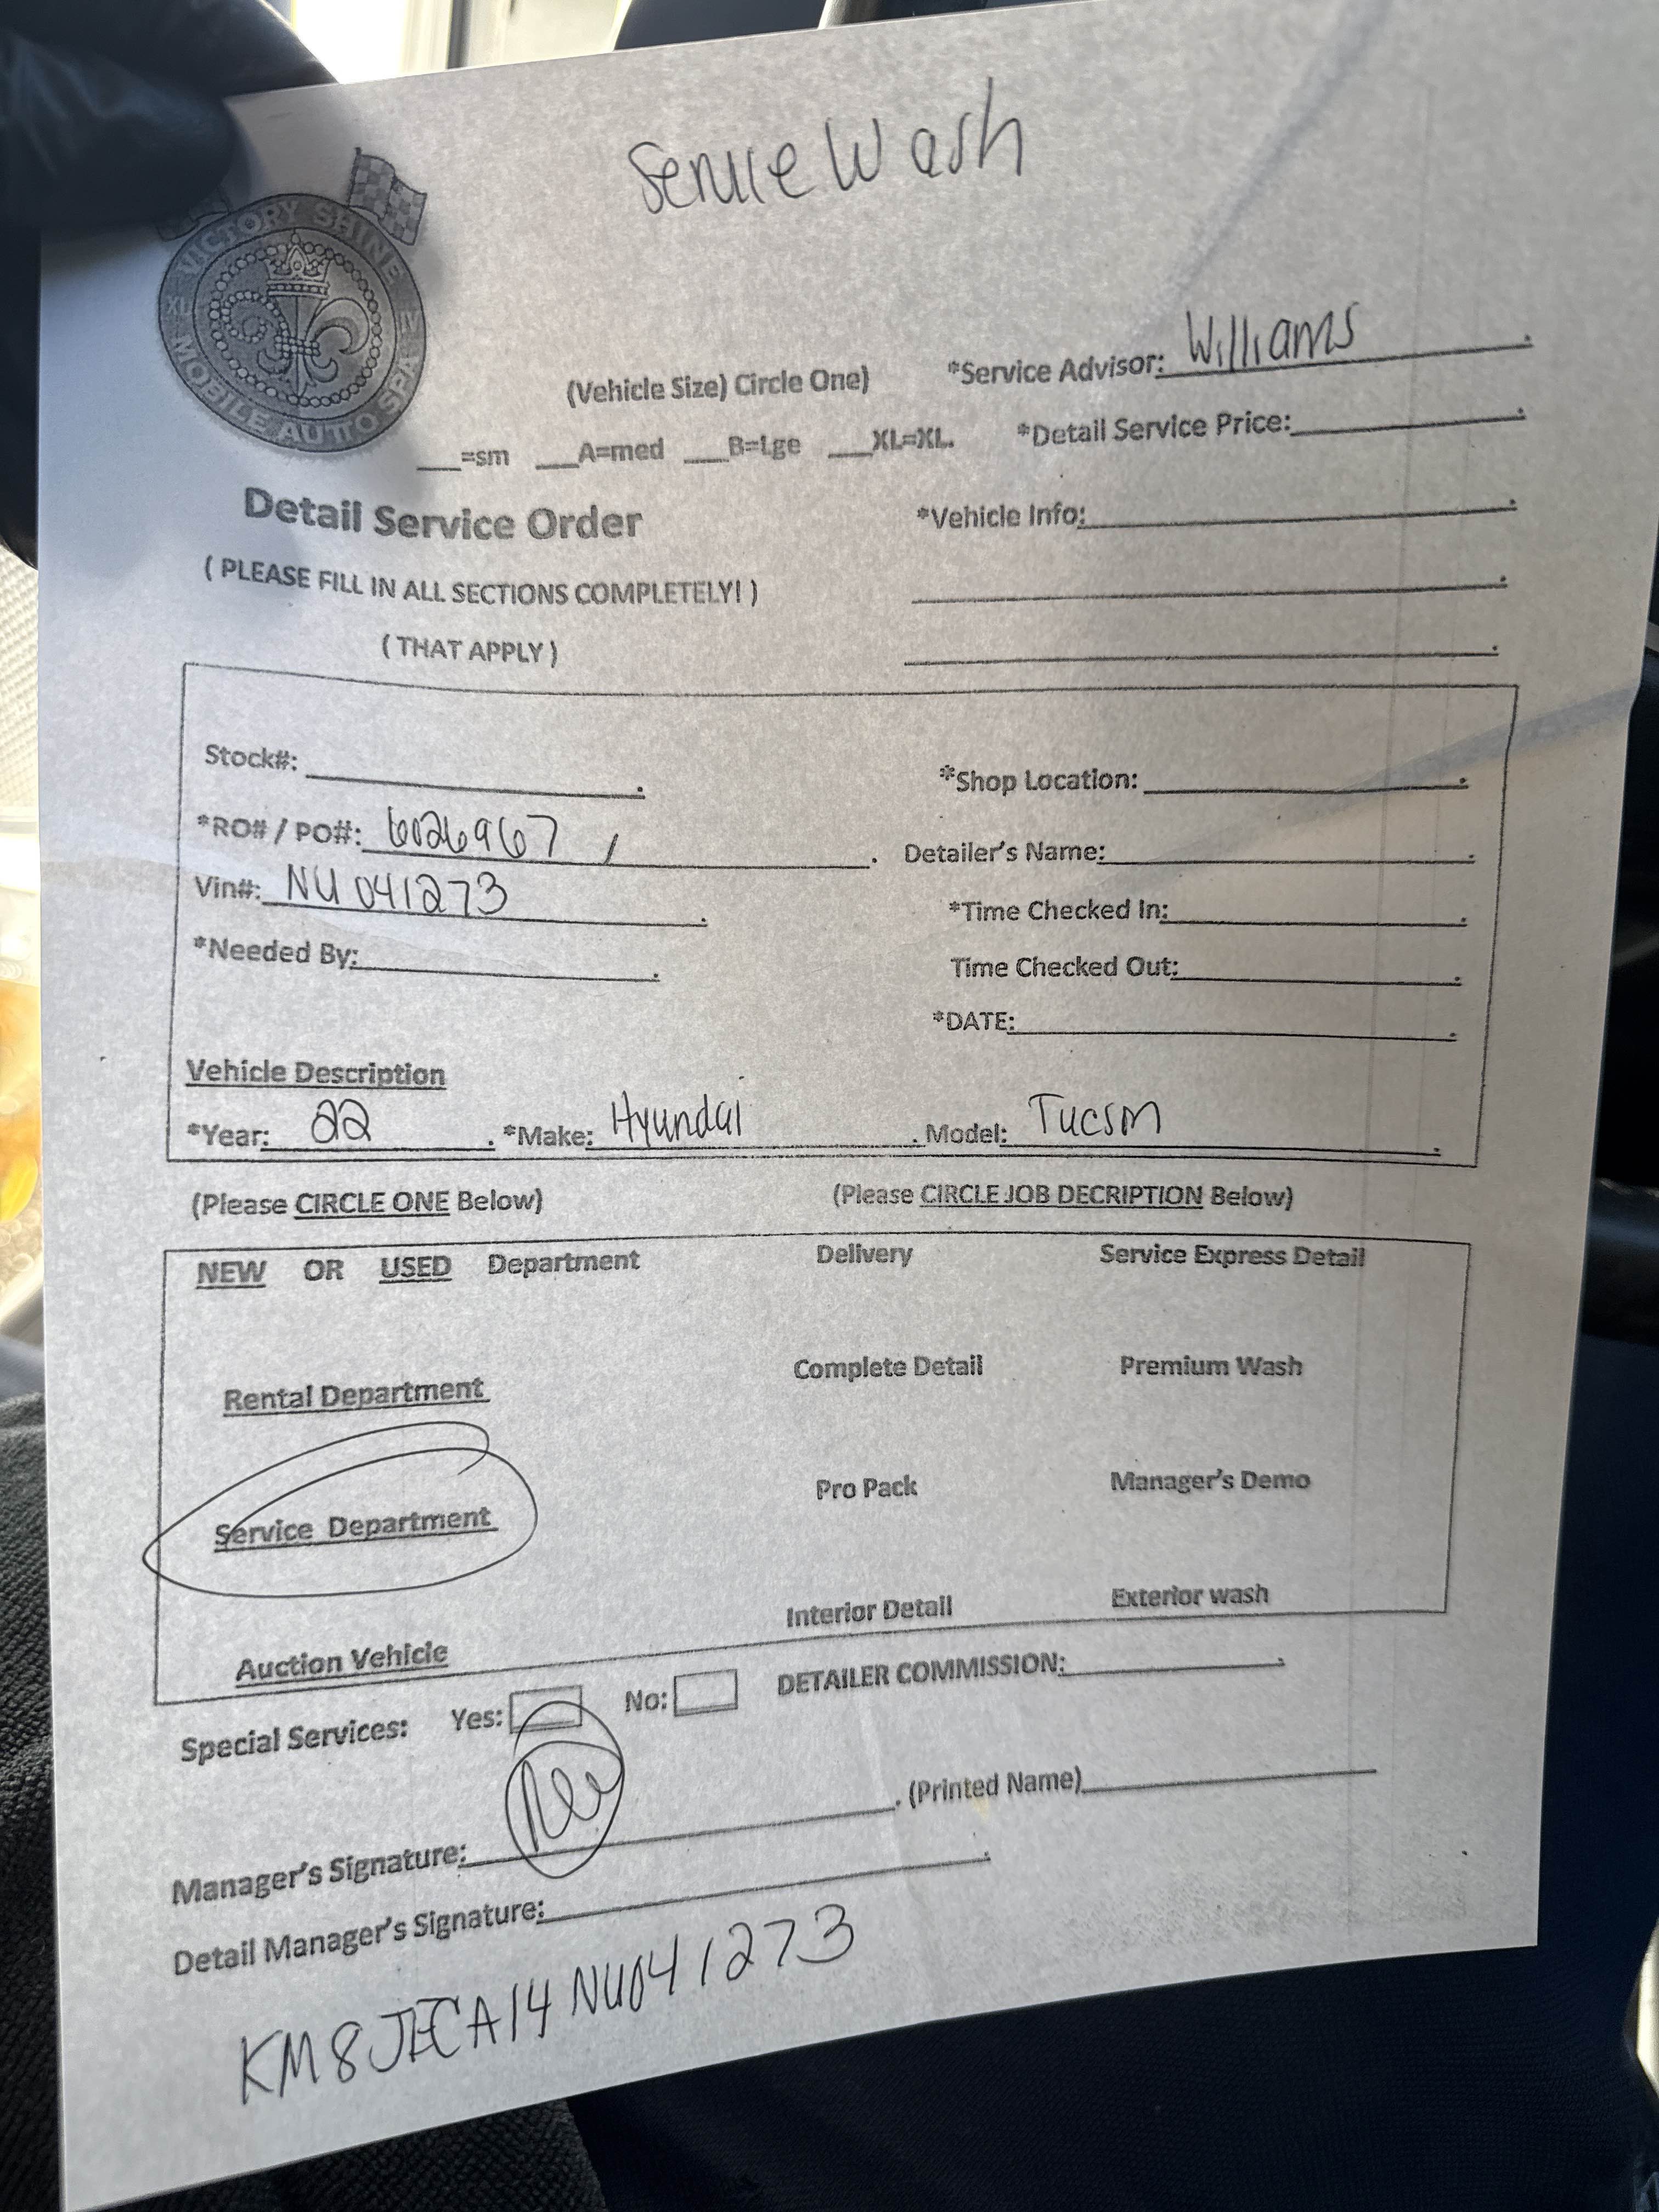 Service Wash
VICTORY SHINE
MOBILE AUTO SPA
(Vehicle Size) Circle One)
*Service Advisor: Williams.
___=sm ___A=med ___B=Lge ___XL=XL.
*Detail Service Price:.
Detail Service Order
*Vehicle Info:.
( PLEASE FILL IN ALL SECTIONS COMPLETELY! )
( THAT APPLY )
Stock#:.
*Shop Location:.
*RO# / PO#: 6026967 / .
Detailer's Name:.
Vin#: NU041273.
*Time Checked In:.
*Needed By:.
Time Checked Out:.
*DATE:.
Vehicle Description
*Year: 22. *Make: Hyundai. Model: Tucson.
(Please CIRCLE ONE Below) (Please CIRCLE JOB DECRIPTION Below)
NEW OR USED Department Delivery Service Express Detail
Rental Department Complete Detail Premium Wash
Service Department Pro Pack Manager's Demo
Auction Vehicle Interior Detail Exterior wash
Special Services: Yes: No: DETAILER COMMISSION:.
Manager's Signature:. (Printed Name)
Detail Manager's Signature:.
KM8JECA14NU041273